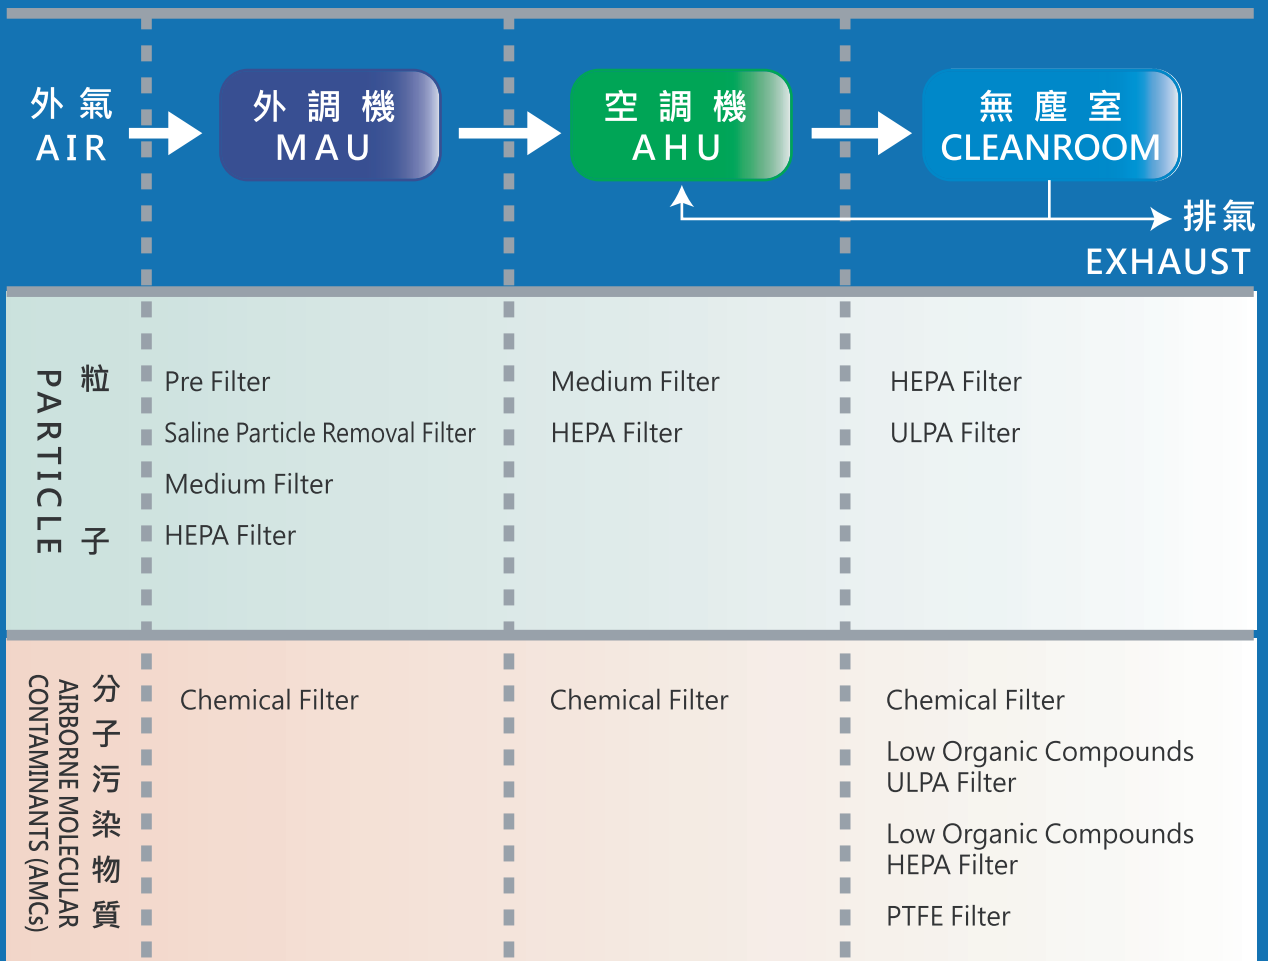 外氣
AIR
外調機
MAU
空調機
AHU
無塵室
CLEANROOM
排氣
EXHAUST
粒子
PARTICLE
Pre Filter
Saline Particle Removal Filter
Medium Filter
HEPA Filter
Medium Filter
HEPA Filter
HEPA Filter
ULPA Filter
分子污染物質
AIRBORNE MOLECULAR
CONTAMINANTS (AMCs)
Chemical Filter
Chemical Filter
Chemical Filter
Low Organic Compounds
ULPA Filter
Low Organic Compounds
HEPA Filter
PTFE Filter